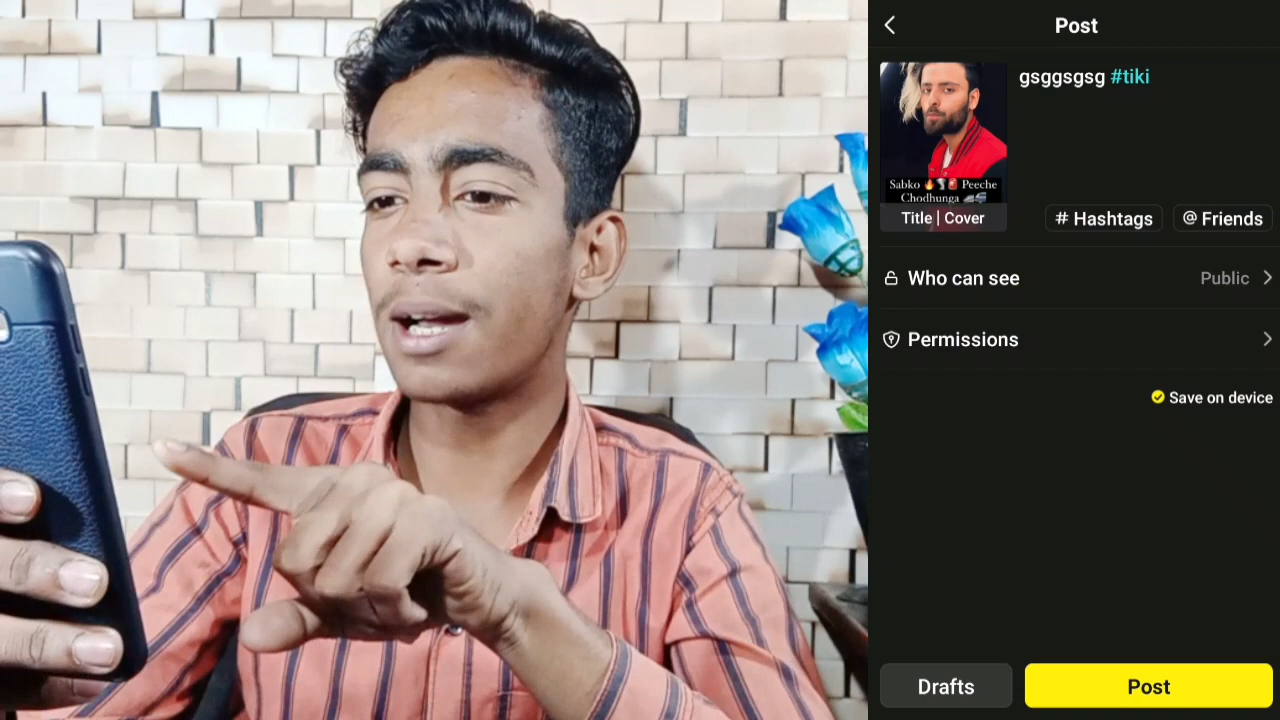 Post
gsggsgsg #tiki
Sabko 🔥🌪️🚨 Peeche
Chodhunga
Title | Cover
# Hashtags
@ Friends
Who can see
Public
Permissions
Save on device
Drafts
Post